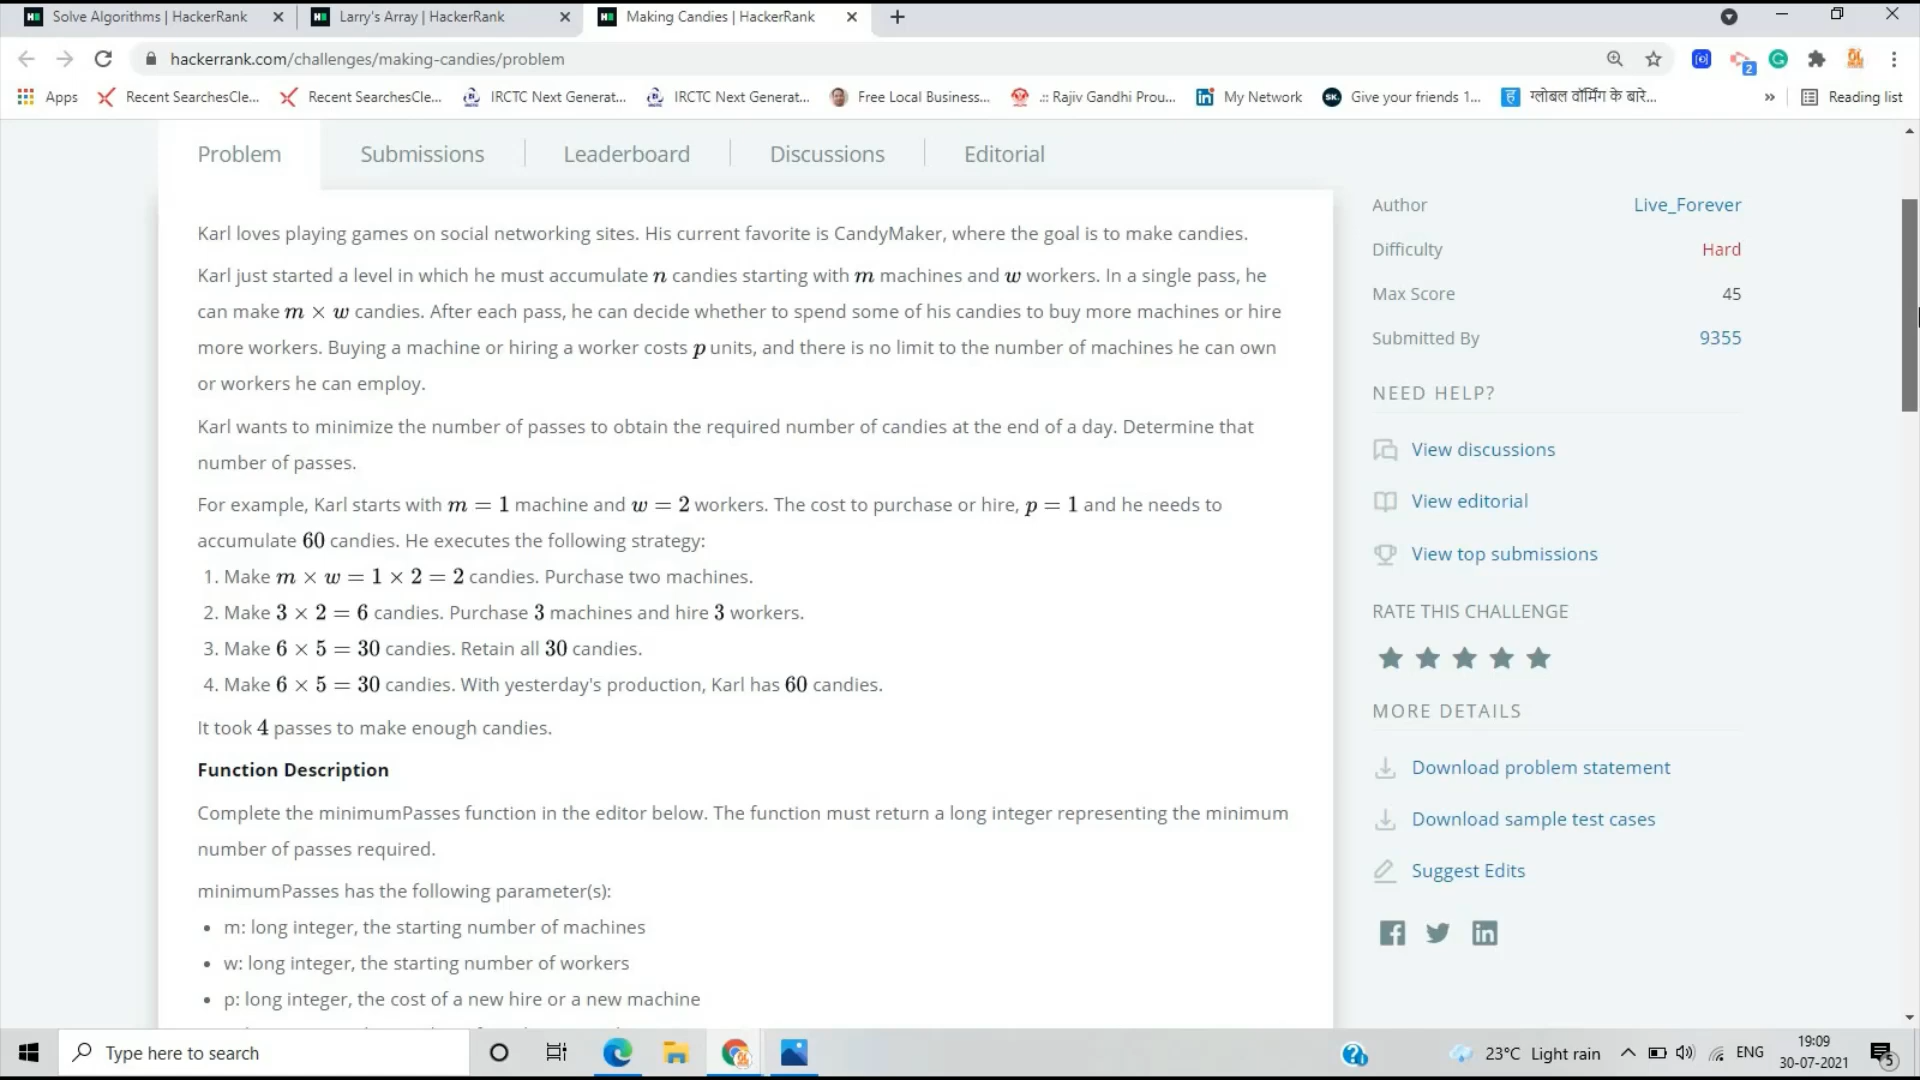 Solve Algorithms | HackerRank
Larry's Array | HackerRank
Making Candies | HackerRank
hackerrank.com/challenges/making-candies/problem
2
Apps
Recent SearchesCle...
Recent SearchesCle...
IRCTC Next Generat...
IRCTC Next Generat...
Free Local Business...
.:: Rajiv Gandhi Prou...
My Network
Give your friends 1...
ग्लोबल वॉर्मिंग के बारे...
»
Reading list
Problem
Submissions
Leaderboard
Discussions
Editorial
Karl loves playing games on social networking sites. His current favorite is CandyMaker, where the goal is to make candies.
Karl just started a level in which he must accumulate n candies starting with m machines and w workers. In a single pass, he
can make m × w candies. After each pass, he can decide whether to spend some of his candies to buy more machines or hire
more workers. Buying a machine or hiring a worker costs p units, and there is no limit to the number of machines he can own
or workers he can employ.
Karl wants to minimize the number of passes to obtain the required number of candies at the end of a day. Determine that
number of passes.
For example, Karl starts with m = 1 machine and w = 2 workers. The cost to purchase or hire, p = 1 and he needs to
accumulate 60 candies. He executes the following strategy:
1. Make m × w = 1 × 2 = 2 candies. Purchase two machines.
2. Make 3 × 2 = 6 candies. Purchase 3 machines and hire 3 workers.
3. Make 6 × 5 = 30 candies. Retain all 30 candies.
4. Make 6 × 5 = 30 candies. With yesterday's production, Karl has 60 candies.
It took 4 passes to make enough candies.
Function Description
Complete the minimumPasses function in the editor below. The function must return a long integer representing the minimum
number of passes required.
minimumPasses has the following parameter(s):
• m: long integer, the starting number of machines
• w: long integer, the starting number of workers
• p: long integer, the cost of a new hire or a new machine
Author
Live_Forever
Difficulty
Hard
Max Score
45
Submitted By
9355
NEED HELP?
View discussions
View editorial
View top submissions
RATE THIS CHALLENGE
MORE DETAILS
Download problem statement
Download sample test cases
Suggest Edits
Type here to search
23°C Light rain
ENG
19:09
30-07-2021
5